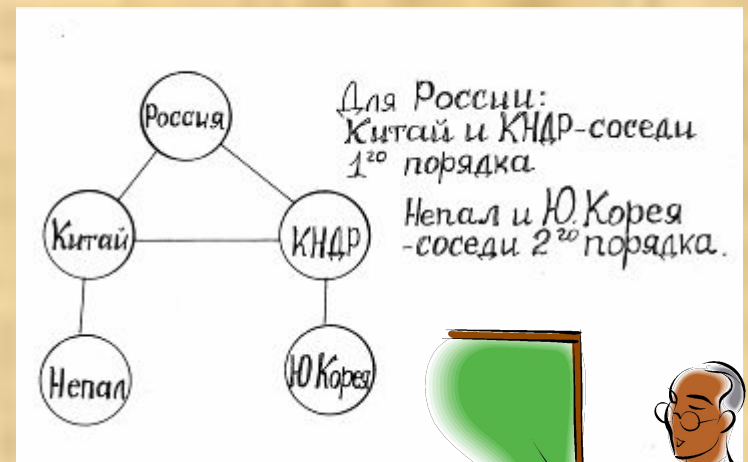 Россия
Для России:
Китай и КНДР-соседи
1го порядка
Китай
КНДР
Непал и Ю.Корея
-соседи 2го порядка.
Непал
Ю Корея